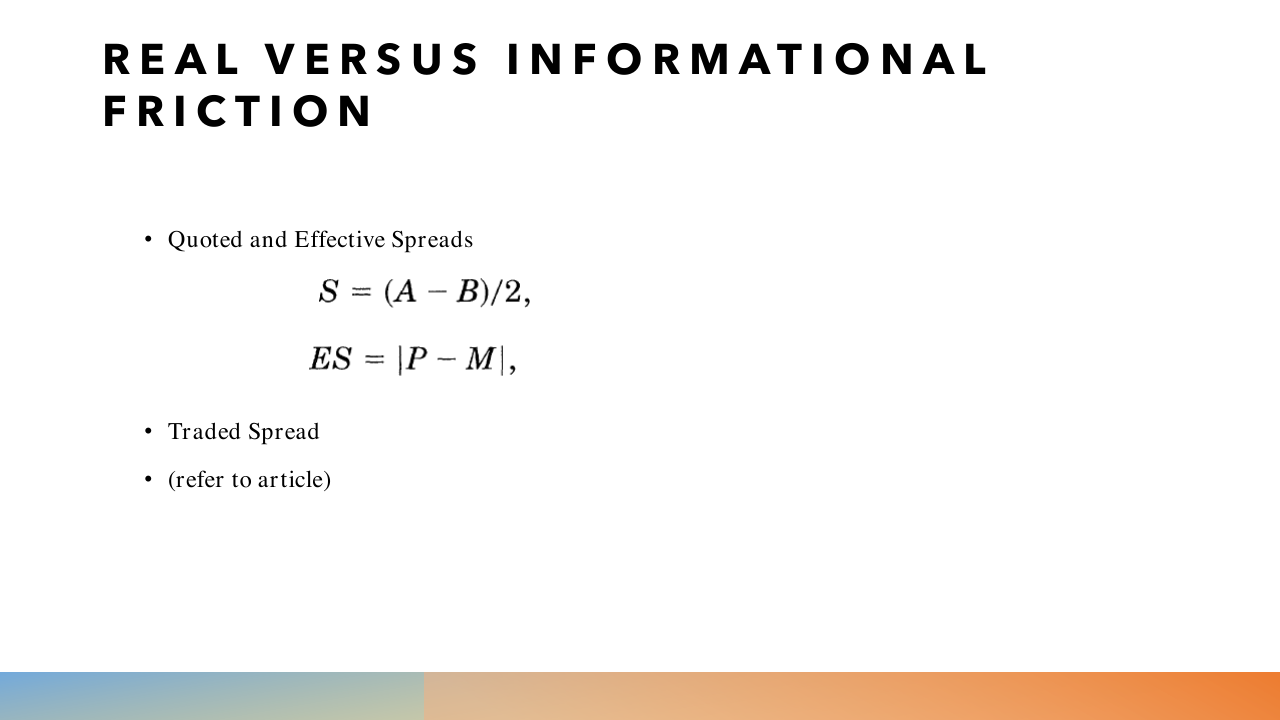 REAL VERSUS INFORMATIONAL
FRICTION
• Quoted and Effective Spreads
S = (A − B)/2,
ES = |P − M|,
• Traded Spread
• (refer to article)